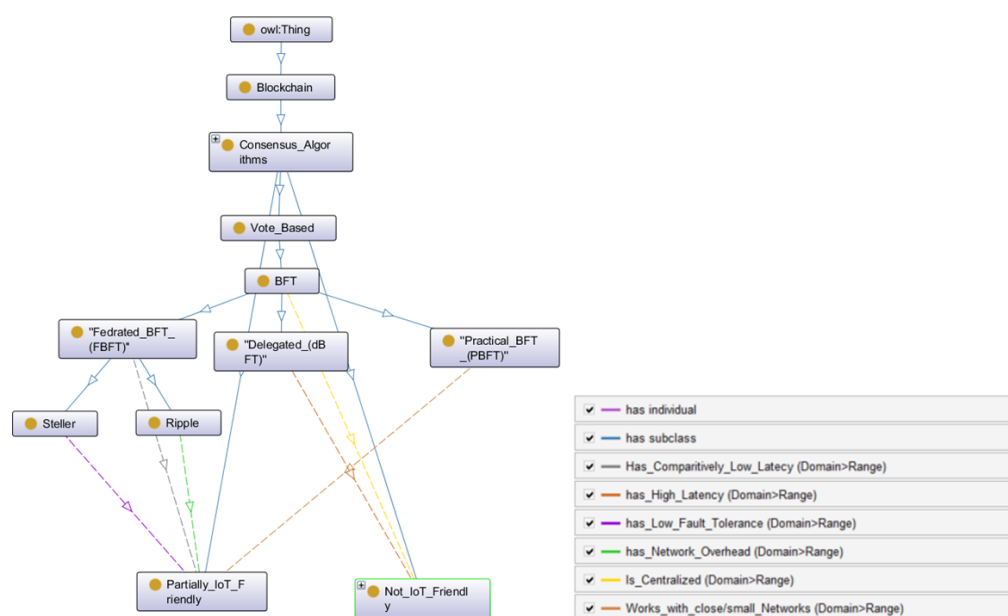 owl:Thing
Blockchain
Consensus_Algor
ithms
Vote_Based
BFT
"Fedrated_BFT_
(FBFT)"
"Delegated_(dB
FT)"
"Practical_BFT
_(PBFT)"
Steller
Ripple
Partially_IoT_F
riendly
Not_IoT_Friendl
y
has individual
has subclass
Has_Comparitively_Low_Latecy (Domain>Range)
has_High_Latency (Domain>Range)
has_Low_Fault_Tolerance (Domain>Range)
has_Network_Overhead (Domain>Range)
Is_Centralized (Domain>Range)
Works_with_close/small_Networks (Domain>Range)